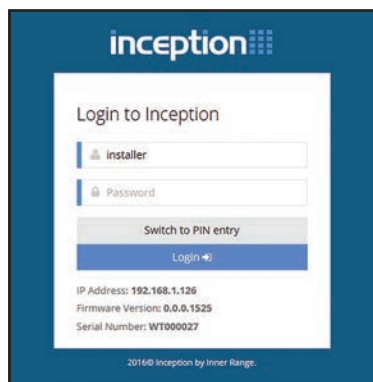 inception
Login to Inception
installer
Password
Switch to PIN entry
Login
IP Address: 192.168.1.126
Firmware Version: 0.0.0.1525
Serial Number: WT000027
2016© Inception by Inner Range.